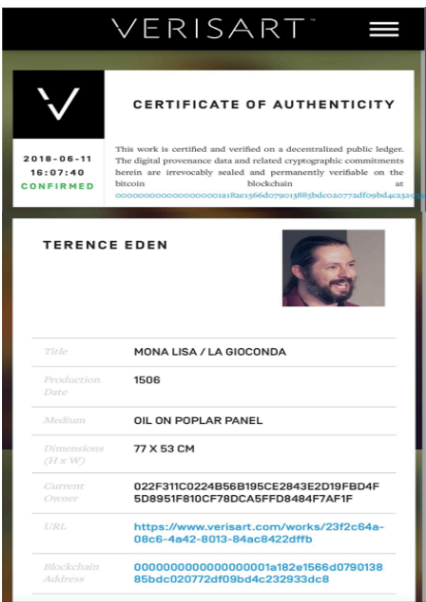 VERISART™
CERTIFICATE OF AUTHENTICITY
2018-06-11
16:07:40
CONFIRMED
This work is certified and verified on a decentralized public ledger.
The digital provenance data and related cryptographic commitments
herein are irrevocably sealed and permanently verifiable on the
bitcoin blockchain at
TERENCE EDEN
Title MONA LISA / LA GIOCONDA
Production
Date 1506
Medium OIL ON POPLAR PANEL
Dimensions
(H x W) 77 X 53 CM
Current
Owner 022F311C0224B56B195CE2843E2D19FBD4F
5D8951F810CF78DCA5FFD8484F7AF1F
URL https://www.verisart.com/works/23f2c64a-
08c6-4a42-8013-84ac8422dffb
Blockchain
Address 0000000000000000001a182e1566d0790138
85bdc020772df09bd4c232933dc8